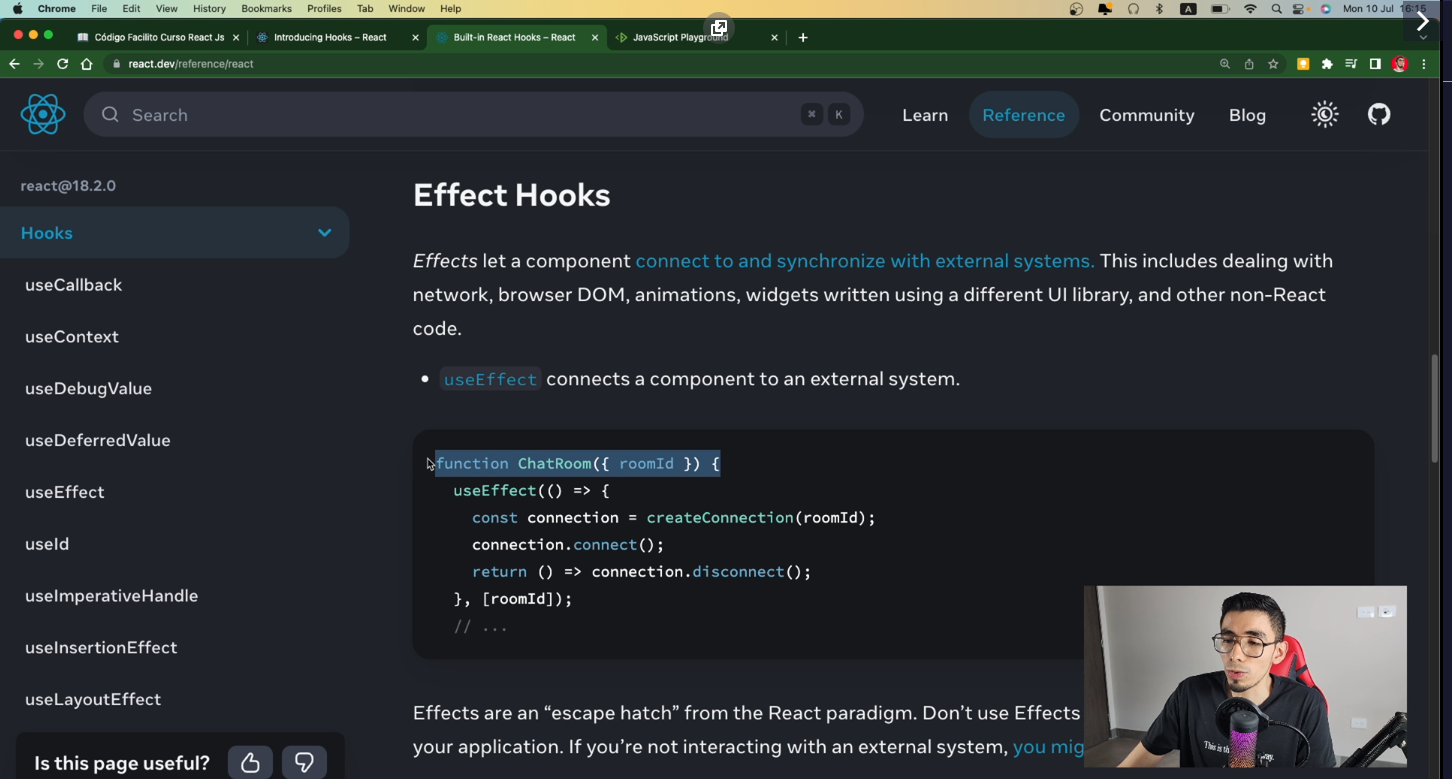 Chrome File Edit View History Bookmarks Profiles Tab Window Help
A Mon 10 Jul 16:15
Código Facilito Curso React Js
Introducing Hooks – React
Built-in React Hooks – React
JavaScript Playground
react.dev/reference/react
Search
⌘ K
Learn
Reference
Community
Blog
react@18.2.0
Hooks
useCallback
useContext
useDebugValue
useDeferredValue
useEffect
useId
useImperativeHandle
useInsertionEffect
useLayoutEffect
Is this page useful?
Effect Hooks
Effects let a component connect to and synchronize with external systems. This includes dealing with
network, browser DOM, animations, widgets written using a different UI library, and other non-React
code.
• useEffect connects a component to an external system.
function ChatRoom({ roomId }) {
useEffect(() => {
const connection = createConnection(roomId);
connection.connect();
return () => connection.disconnect();
}, [roomId]);
// ...
Effects are an “escape hatch” from the React paradigm. Don’t use Effects
your application. If you’re not interacting with an external system, you mig
This is